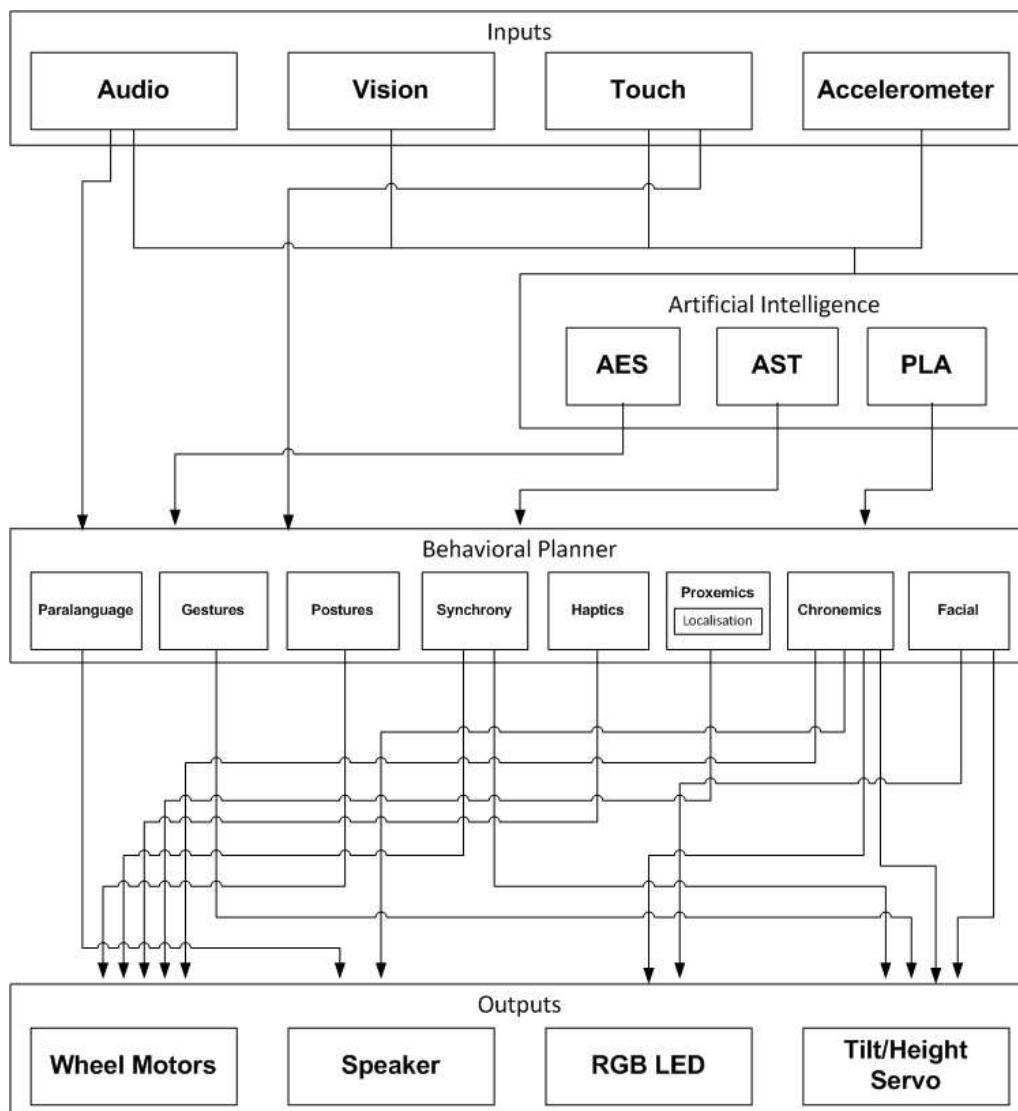 Inputs
Audio
Vision
Touch
Accelerometer
Artificial Intelligence
AES
AST
PLA
Behavioral Planner
Paralanguage
Gestures
Postures
Synchrony
Haptics
Proxemics
Localisation
Chronemics
Facial
Outputs
Wheel Motors
Speaker
RGB LED
Tilt/Height
Servo